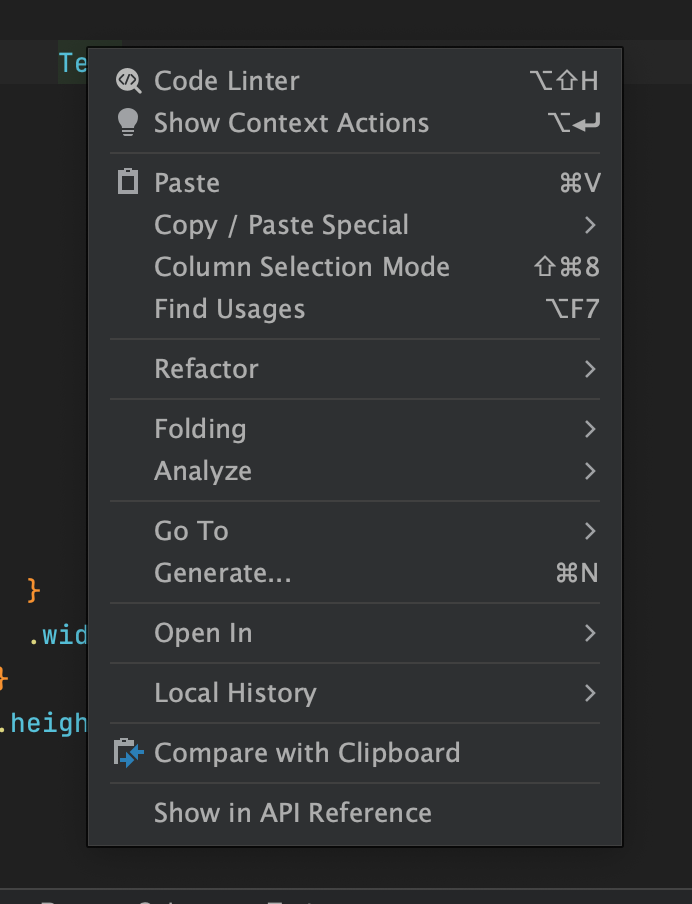 Te
Code Linter ⌥⇧H
Show Context Actions ⌥↩
Paste ⌘V
Copy / Paste Special >
Column Selection Mode ⇧⌘8
Find Usages ⌥F7
Refactor >
Folding >
Analyze >
Go To >
Generate... ⌘N
}
Open In >
.wid
}
Local History >
.heigh
Compare with Clipboard
Show in API Reference